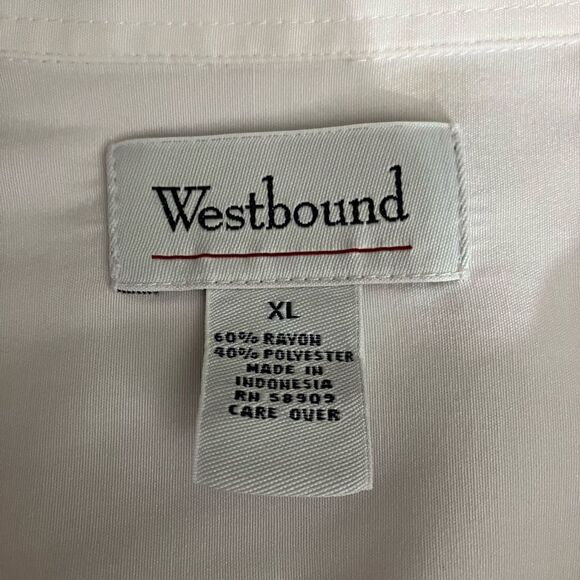 Westbound
XL
60% RAYON
40% POLYESTER
MADE IN
INDONESIA
RN 58909
CARE OVER